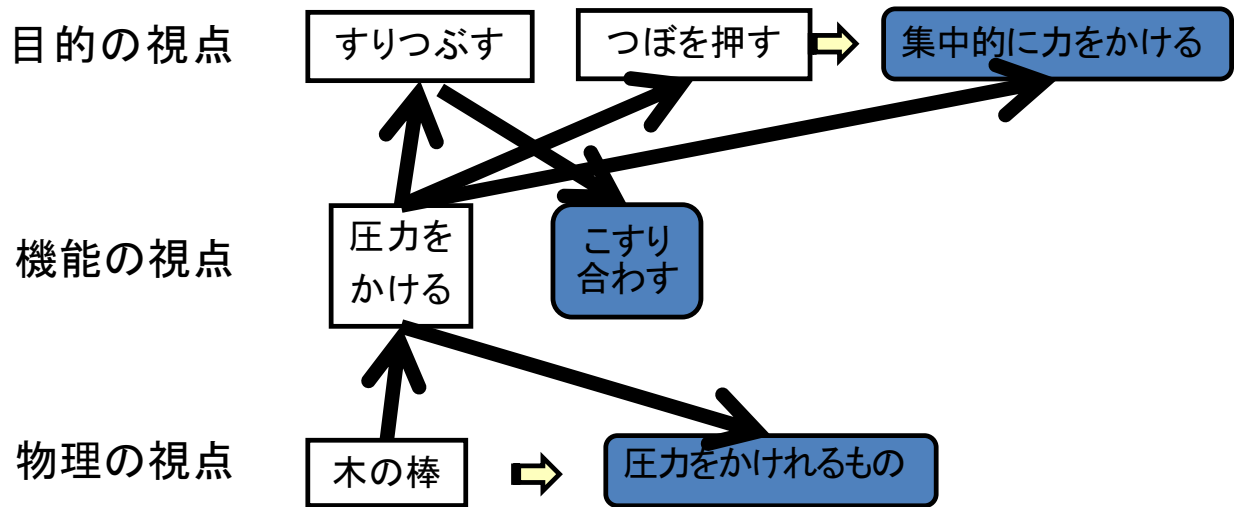 目的の視点
すりつぶす
つぼを押す
集中的に力をかける
機能の視点
圧力を
かける
こすり
合わす
物理の視点
木の棒
圧力をかけれるもの